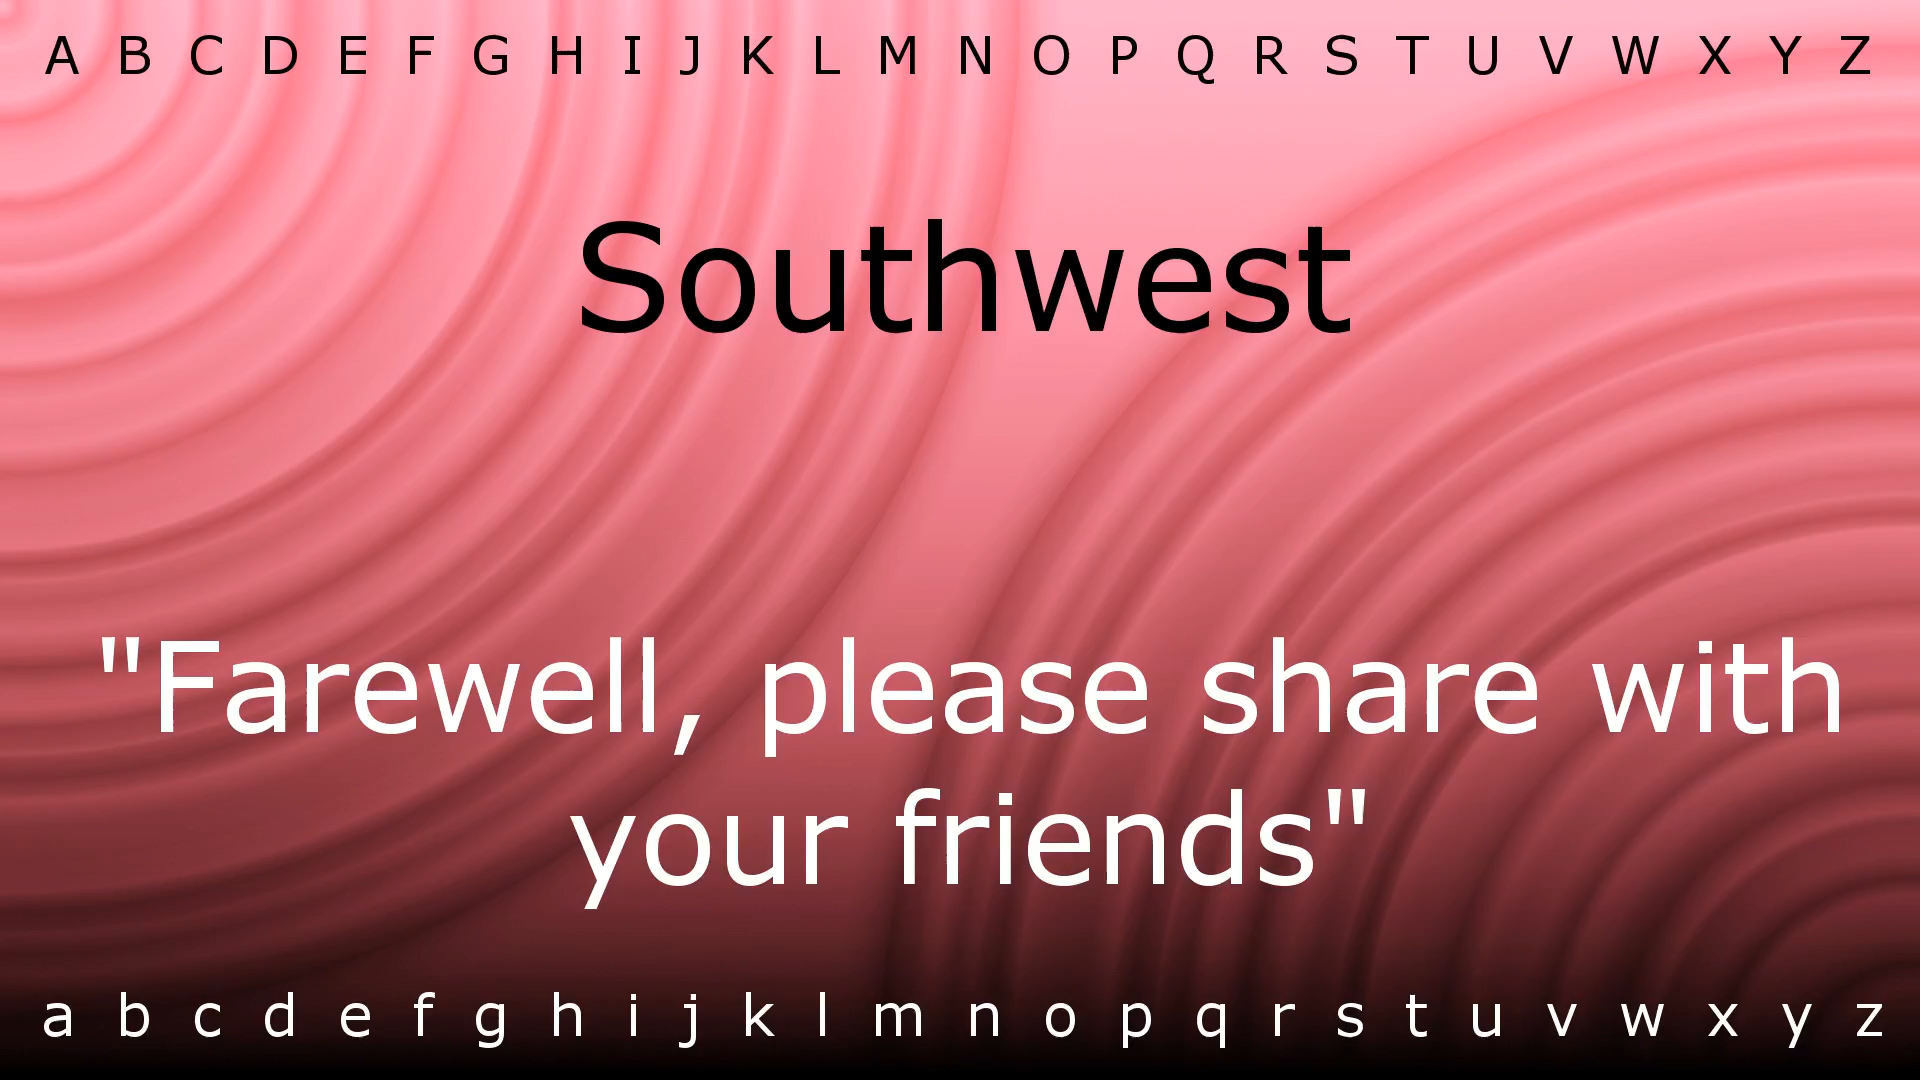 A B C D E F G H I J K L M N O P Q R S T U V W X Y Z
Southwest
"Farewell, please share with
your friends"
a b c d e f g h i j k l m n o p q r s t u v w x y z